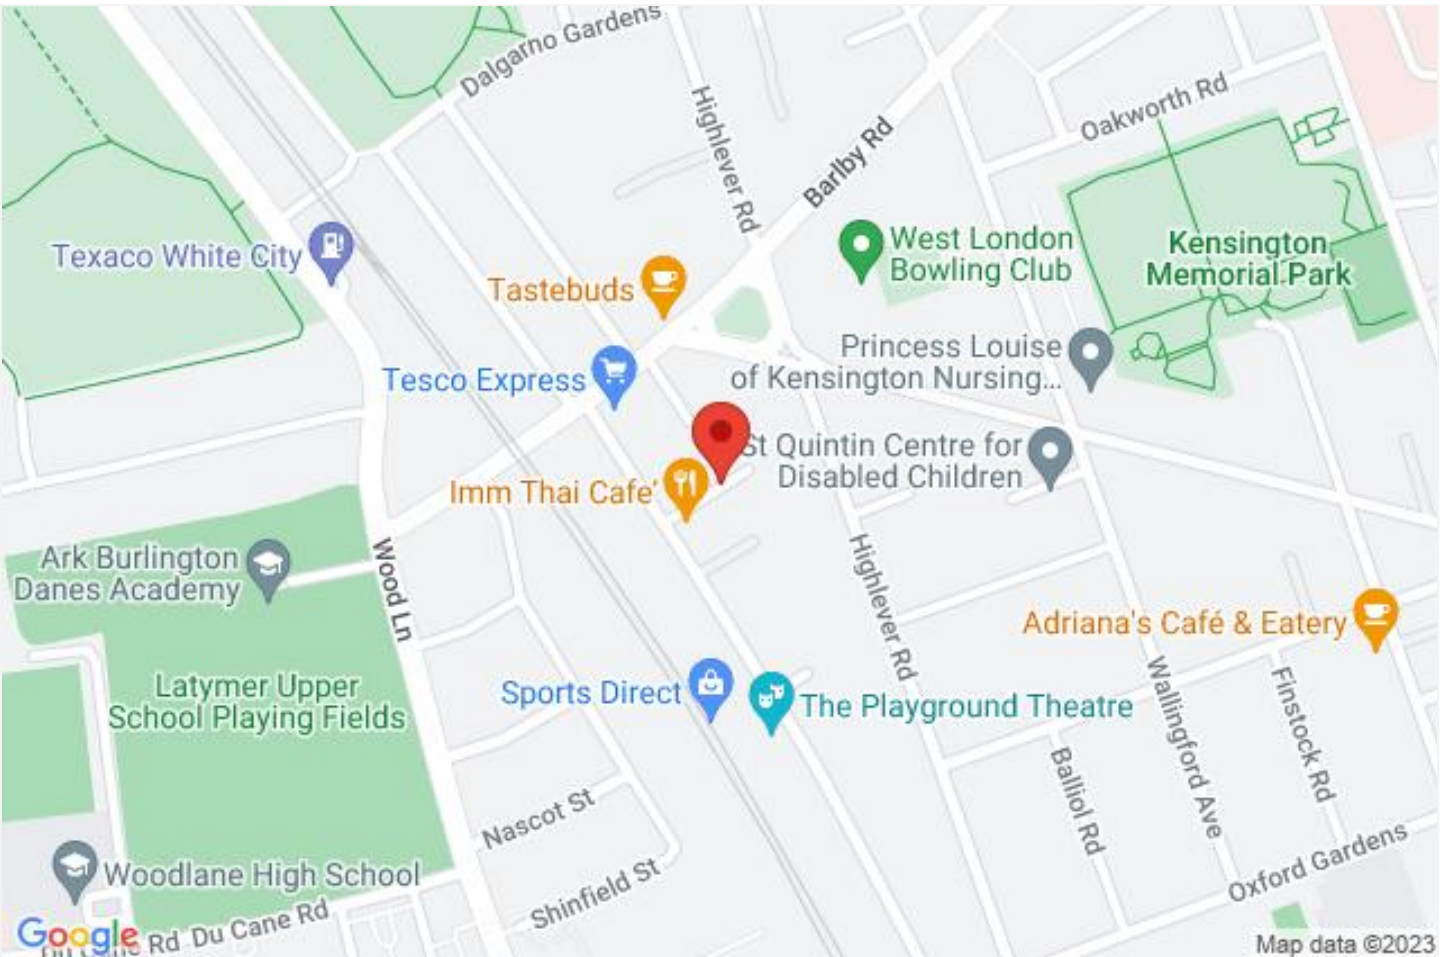 Dalgarno Gardens
Highlever Rd
Barlby Rd
Oakworth Rd
Texaco White City
West London
Bowling Club
Kensington
Memorial Park
Tastebuds
Princess Louise
of Kensington Nursing...
Tesco Express
St Quintin Centre for
Disabled Children
Imm Thai Cafe'
Ark Burlington
Danes Academy
Wood Ln
Highlever Rd
Adriana's Café & Eatery
Latymer Upper
School Playing Fields
Sports Direct
The Playground Theatre
Wallingford Ave
Finstock Rd
Balliol Rd
Nascot St
Woodlane High School
Shinfield St
Oxford Gardens
Du Cane Rd
Du Cane Rd
Google
Map data ©2023